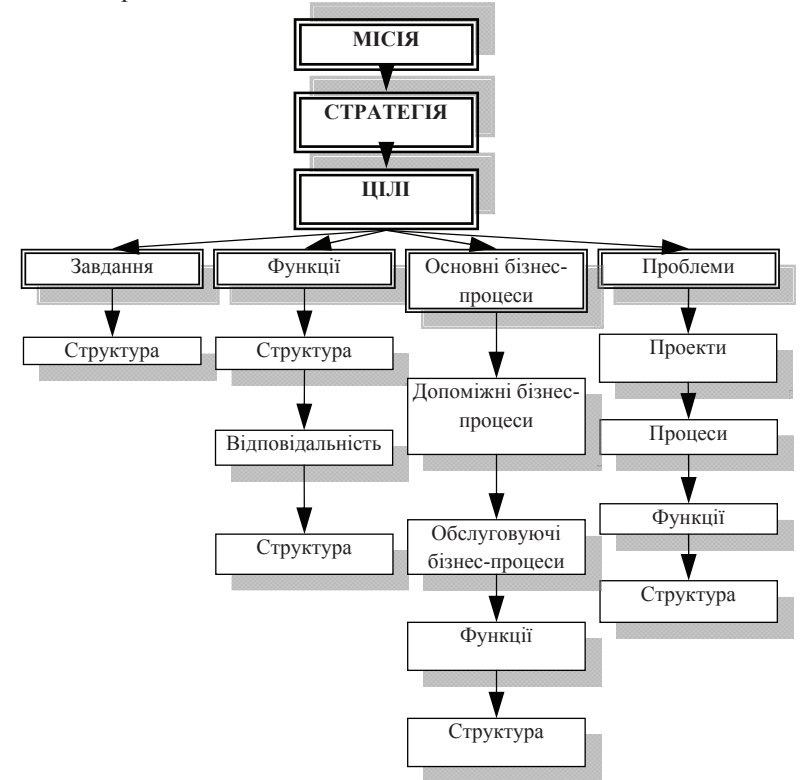 МІСІЯ
СТРАТЕГІЯ
ЦІЛІ
Завдання
Функції
Основні бізнес-
процеси
Проблеми
Структура
Структура
Відповідальність
Структура
Допоміжні бізнес-
процеси
Обслуговуючі
бізнес-процеси
Функції
Структура
Проекти
Процеси
Функції
Структура